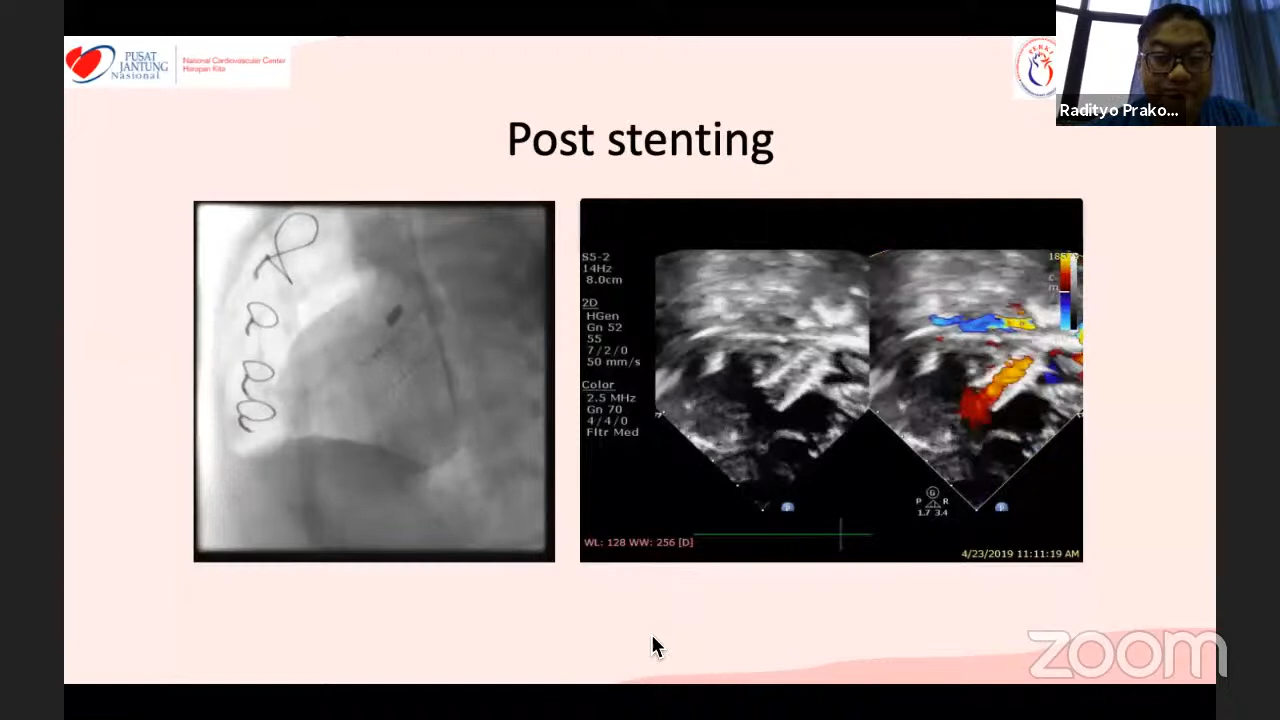 PUSAT
JANTUNG
Nasional
National Cardiovascular Center
Harapan Kita
PERKI
Radityo Prako...
Post stenting
S5-2
14Hz
8.0cm
2D
HGen
Gn 52
55
7/2/0
50 mm/s
Color
2.5 MHz
Gn 70
4/4/0
Fltr Med
P R
1.7 3.4
WL: 128 WW: 256 [D]
4/23/2019 11:11:19 AM
zoom